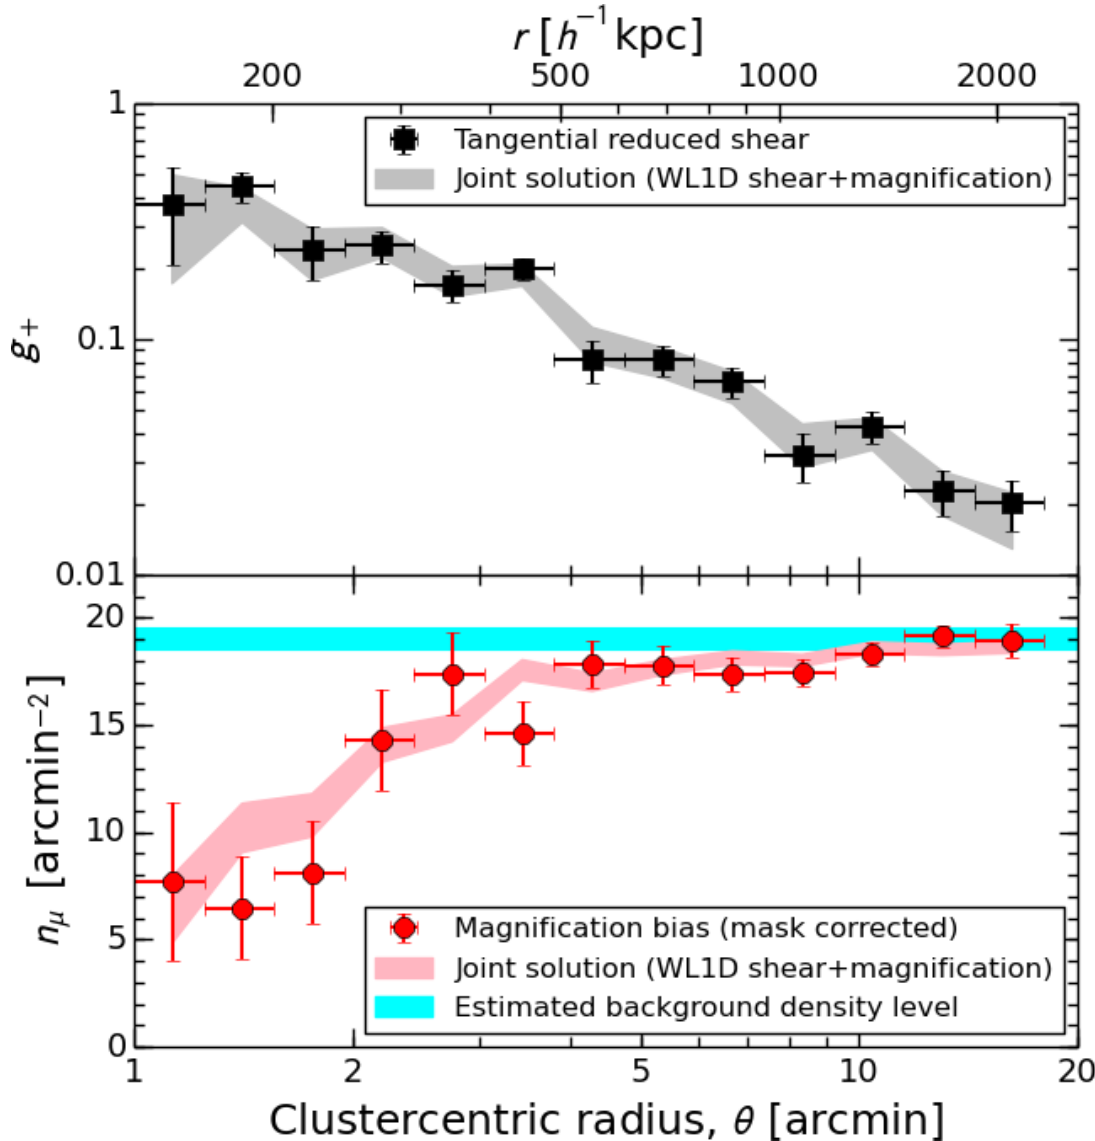 r [h⁻¹ kpc]
200 500 1000 2000
1
0.1
0.01
g₊
Tangential reduced shear
Joint solution (WL1D shear+magnification)
20
15
10
5
0
n_μ [arcmin⁻²]
Magnification bias (mask corrected)
Joint solution (WL1D shear+magnification)
Estimated background density level
1 2 5 10 20
Clustercentric radius, θ [arcmin]